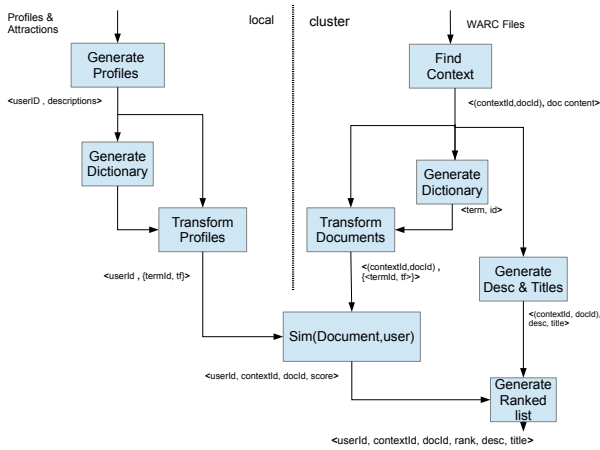 Profiles &
Attractions
local
cluster
WARC Files
Generate
Profiles
Find
Context
<userID , descriptions>
<(contextId,docId), doc content>
Generate
Dictionary
Generate
Dictionary
<term, id>
Transform
Profiles
Transform
Documents
<userId , {termId, tf}>
<(contextId,docId) ,
{<termId, tf>}>
Generate
Desc & Titles
<(contextId, docId),
desc, title>
Sim(Document,user)
<userId, contextId, docId, score>
Generate
Ranked
list
<userId, contextId, docId, rank, desc, title>